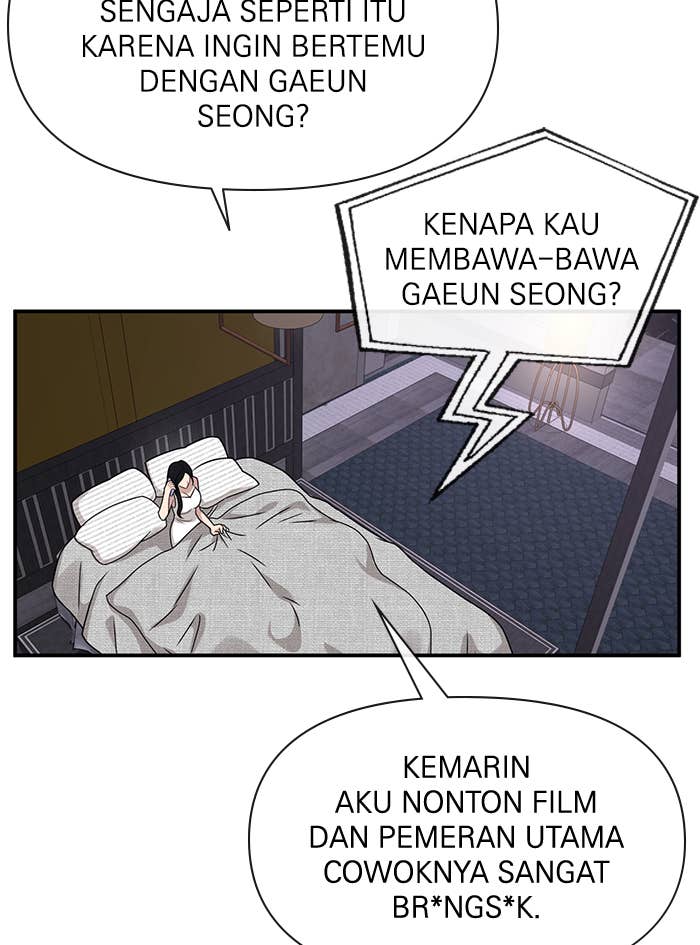 SENGAJA SEPERTI ITU
KARENA INGIN BERTEMU
DENGAN GAEUN
SEONG?
KENAPA KAU
MEMBAWA-BAWA
GAEUN SEONG?
KEMARIN
AKU NONTON FILM
DAN PEMERAN UTAMA
COWOKNYA SANGAT
BR*NGS*K.